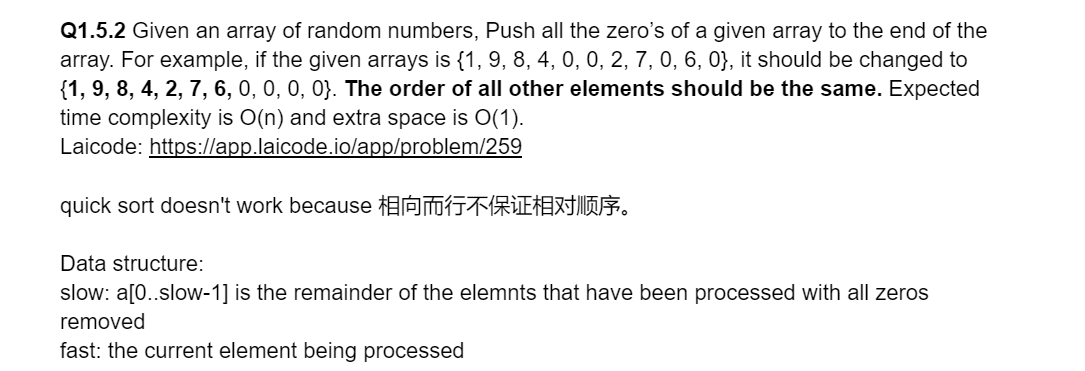 Q1.5.2 Given an array of random numbers, Push all the zero’s of a given array to the end of the
array. For example, if the given arrays is {1, 9, 8, 4, 0, 0, 2, 7, 0, 6, 0}, it should be changed to
{1, 9, 8, 4, 2, 7, 6, 0, 0, 0, 0}. The order of all other elements should be the same. Expected
time complexity is O(n) and extra space is O(1).
Laicode: https://app.laicode.io/app/problem/259
quick sort doesn't work because 相向而行不保证相对顺序。
Data structure:
slow: a[0..slow-1] is the remainder of the elemnts that have been processed with all zeros
removed
fast: the current element being processed